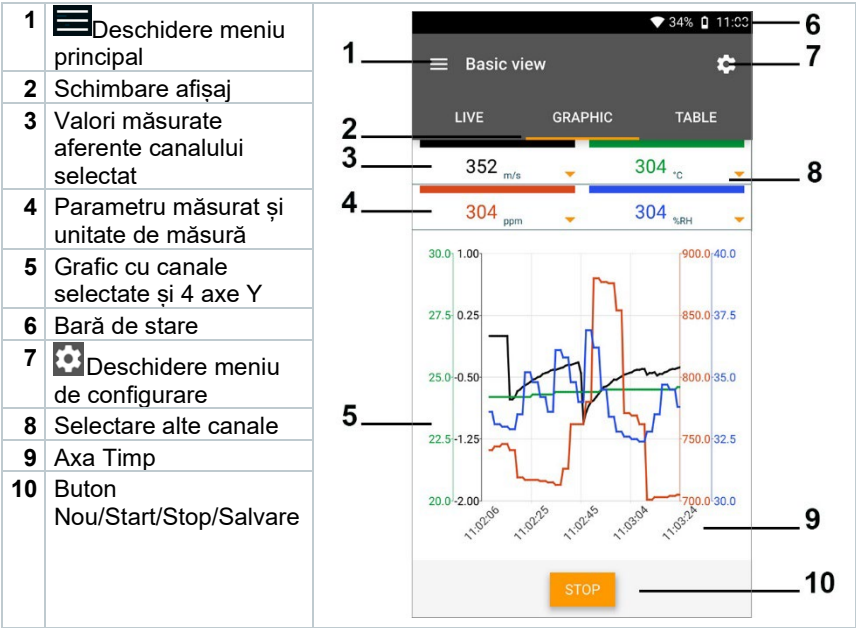 1 Deschidere meniu
principal
2 Schimbare afișaj
3 Valori măsurate
aferente canalului
selectat
4 Parametru măsurat și
unitate de măsură
5 Grafic cu canale
selectate și 4 axe Y
6 Bară de stare
7 Deschidere meniu
de configurare
8 Selectare alte canale
9 Axa Timp
10 Buton
Nou/Start/Stop/Salvare
34% 6
1 Basic view 7
LIVE GRAPHIC TABLE
2
3 352 m/s 304 °C 8
4 304 ppm 304 %RH
30.0 1.00 900.0 40.0
27.5 0.25 850.0 37.5
25.0 -0.50 800.0 35.0
5
22.5 -1.25 750.0 32.5
20.0 -2.00 700.0 30.0
11:02:06 11:02:25 11:02:45 11:03:04 11:03:24
9
STOP 10